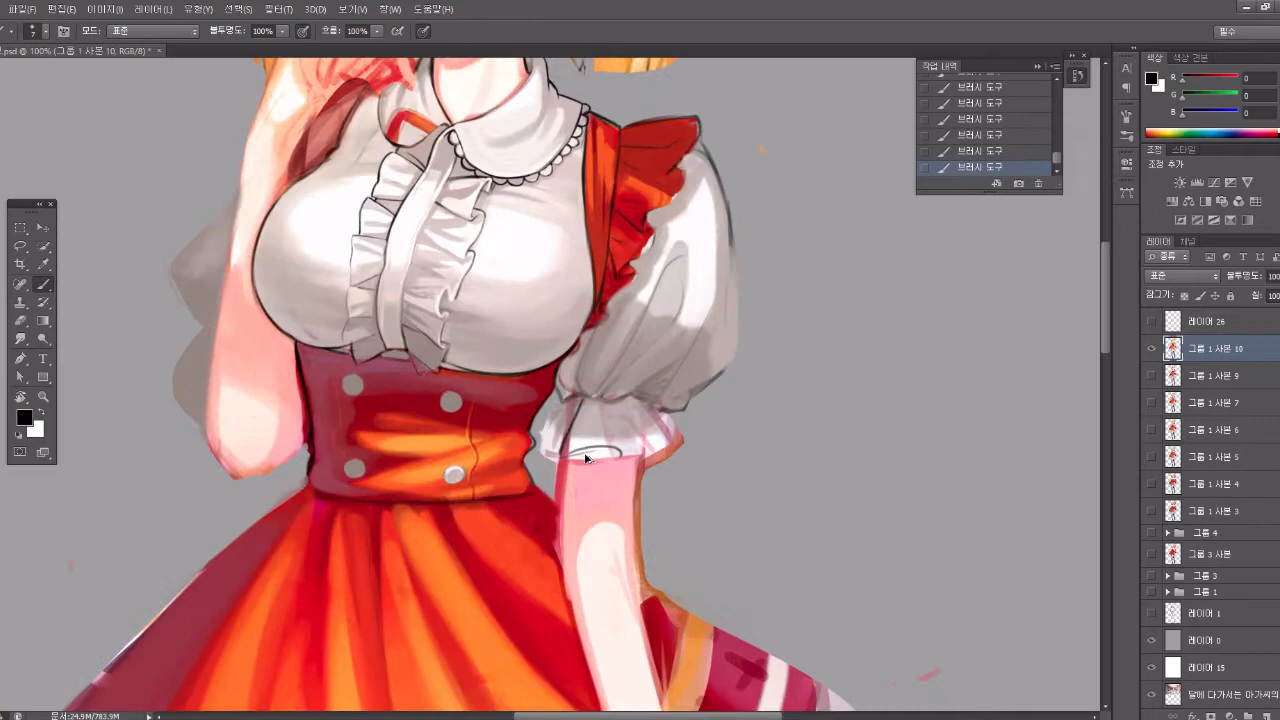 파일(F) 편집(E) 이미지(I) 레이어(L) 유형(Y) 선택(S) 필터(T) 3D(D) 보기(V) 창(W) 도움말(H)
7 모드: 표준 불투명도: 100% 흐름: 100% 필수
.psd @ 100% (그룹 1 사본 10, RGB/8) *
작업 내역
브러시 도구
브러시 도구
브러시 도구
브러시 도구
브러시 도구
브러시 도구
색상 색상 견본
R 0
G 0
B 0
조정 스타일
조정 추가
레이어 채널
종류
표준 불투명도: 100
잠그기: 칠: 100
레이어 26
그룹 1 사본 10
그룹 1 사본 9
그룹 1 사본 7
그룹 1 사본 6
그룹 1 사본 5
그룹 1 사본 4
그룹 1 사본 3
그룹 4
그룹 3 사본
그룹 3
그룹 1
레이어 1
레이어 0
레이어 15
달에 다가서는 아가씨의
문서:24.9M/783.9M